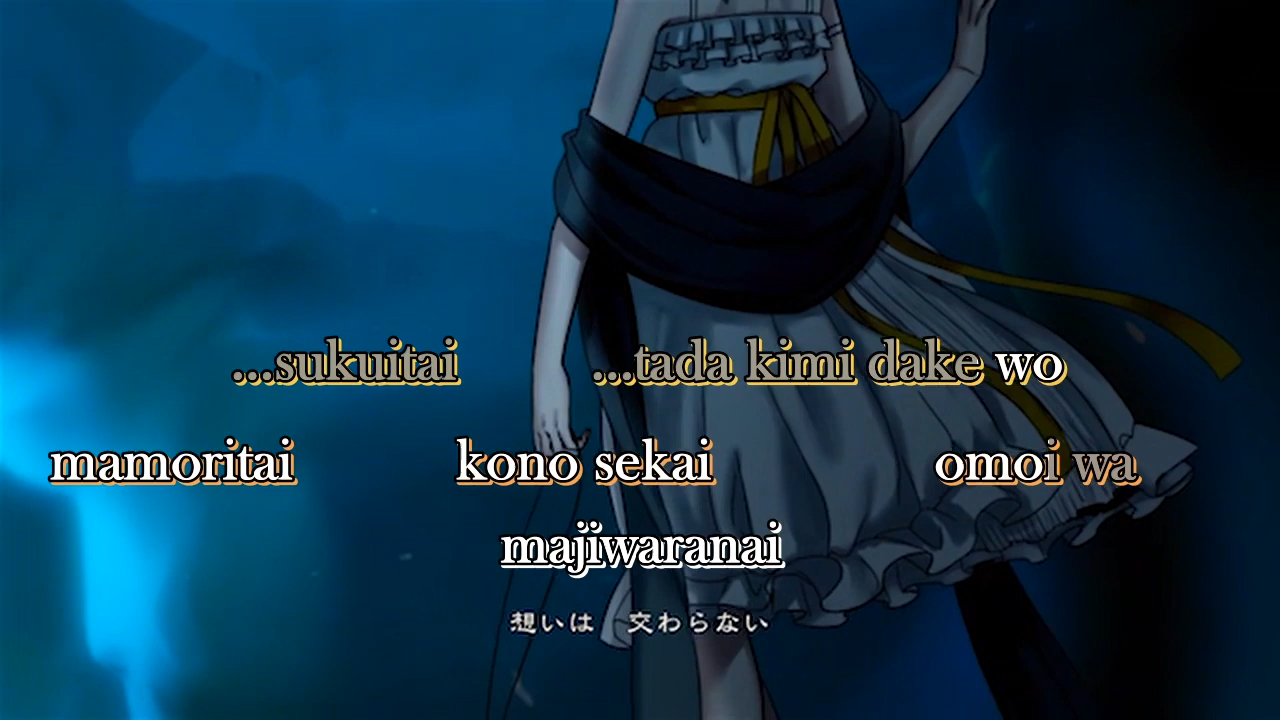 ...sukuitai ...tada kimi dake wo
mamoritai kono sekai omoi wa
majiwaranai
想いは 交わらない